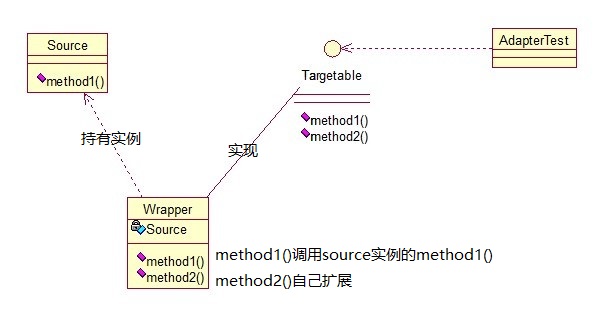 Source
method1()
AdapterTest
Targetable
method1()
method2()
持有实例
实现
Wrapper
Source
method1()
method2()
method1()调用source实例的method1()
method2()自己扩展